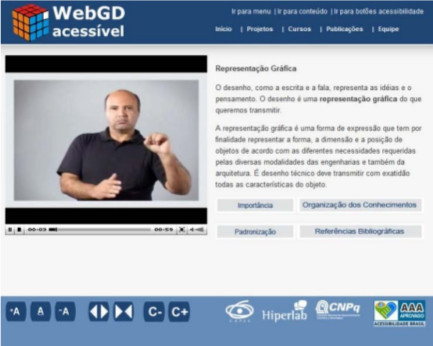 WebGD
acessível
Ir para menu | Ir para conteúdo | Ir para botões acessibilidade
Início | Projetos | Cursos | Publicações | Equipe
Representação Gráfica
O desenho, como a escrita e a fala, representa as idéias e o
pensamento. O desenho é uma representação gráfica do que
queremos transmitir.
A representação gráfica é uma forma de expressão que tem por
finalidade representar a forma, a dimensão e a posição de
objetos de acordo com as diferentes necessidades requeridas
pelas diversas modalidades das engenharias e também da
arquitetura. É desenho técnico deve transmitir com exatidão
todas as características do objeto.
Importância
Organização dos Conhecimentos
Padronização
Referências Bibliográficas
00:03
00:59
+A A -A C- C+
Hiperlab
CNPq
AAA
APROVADO
ACESSIBILIDADE BRASIL